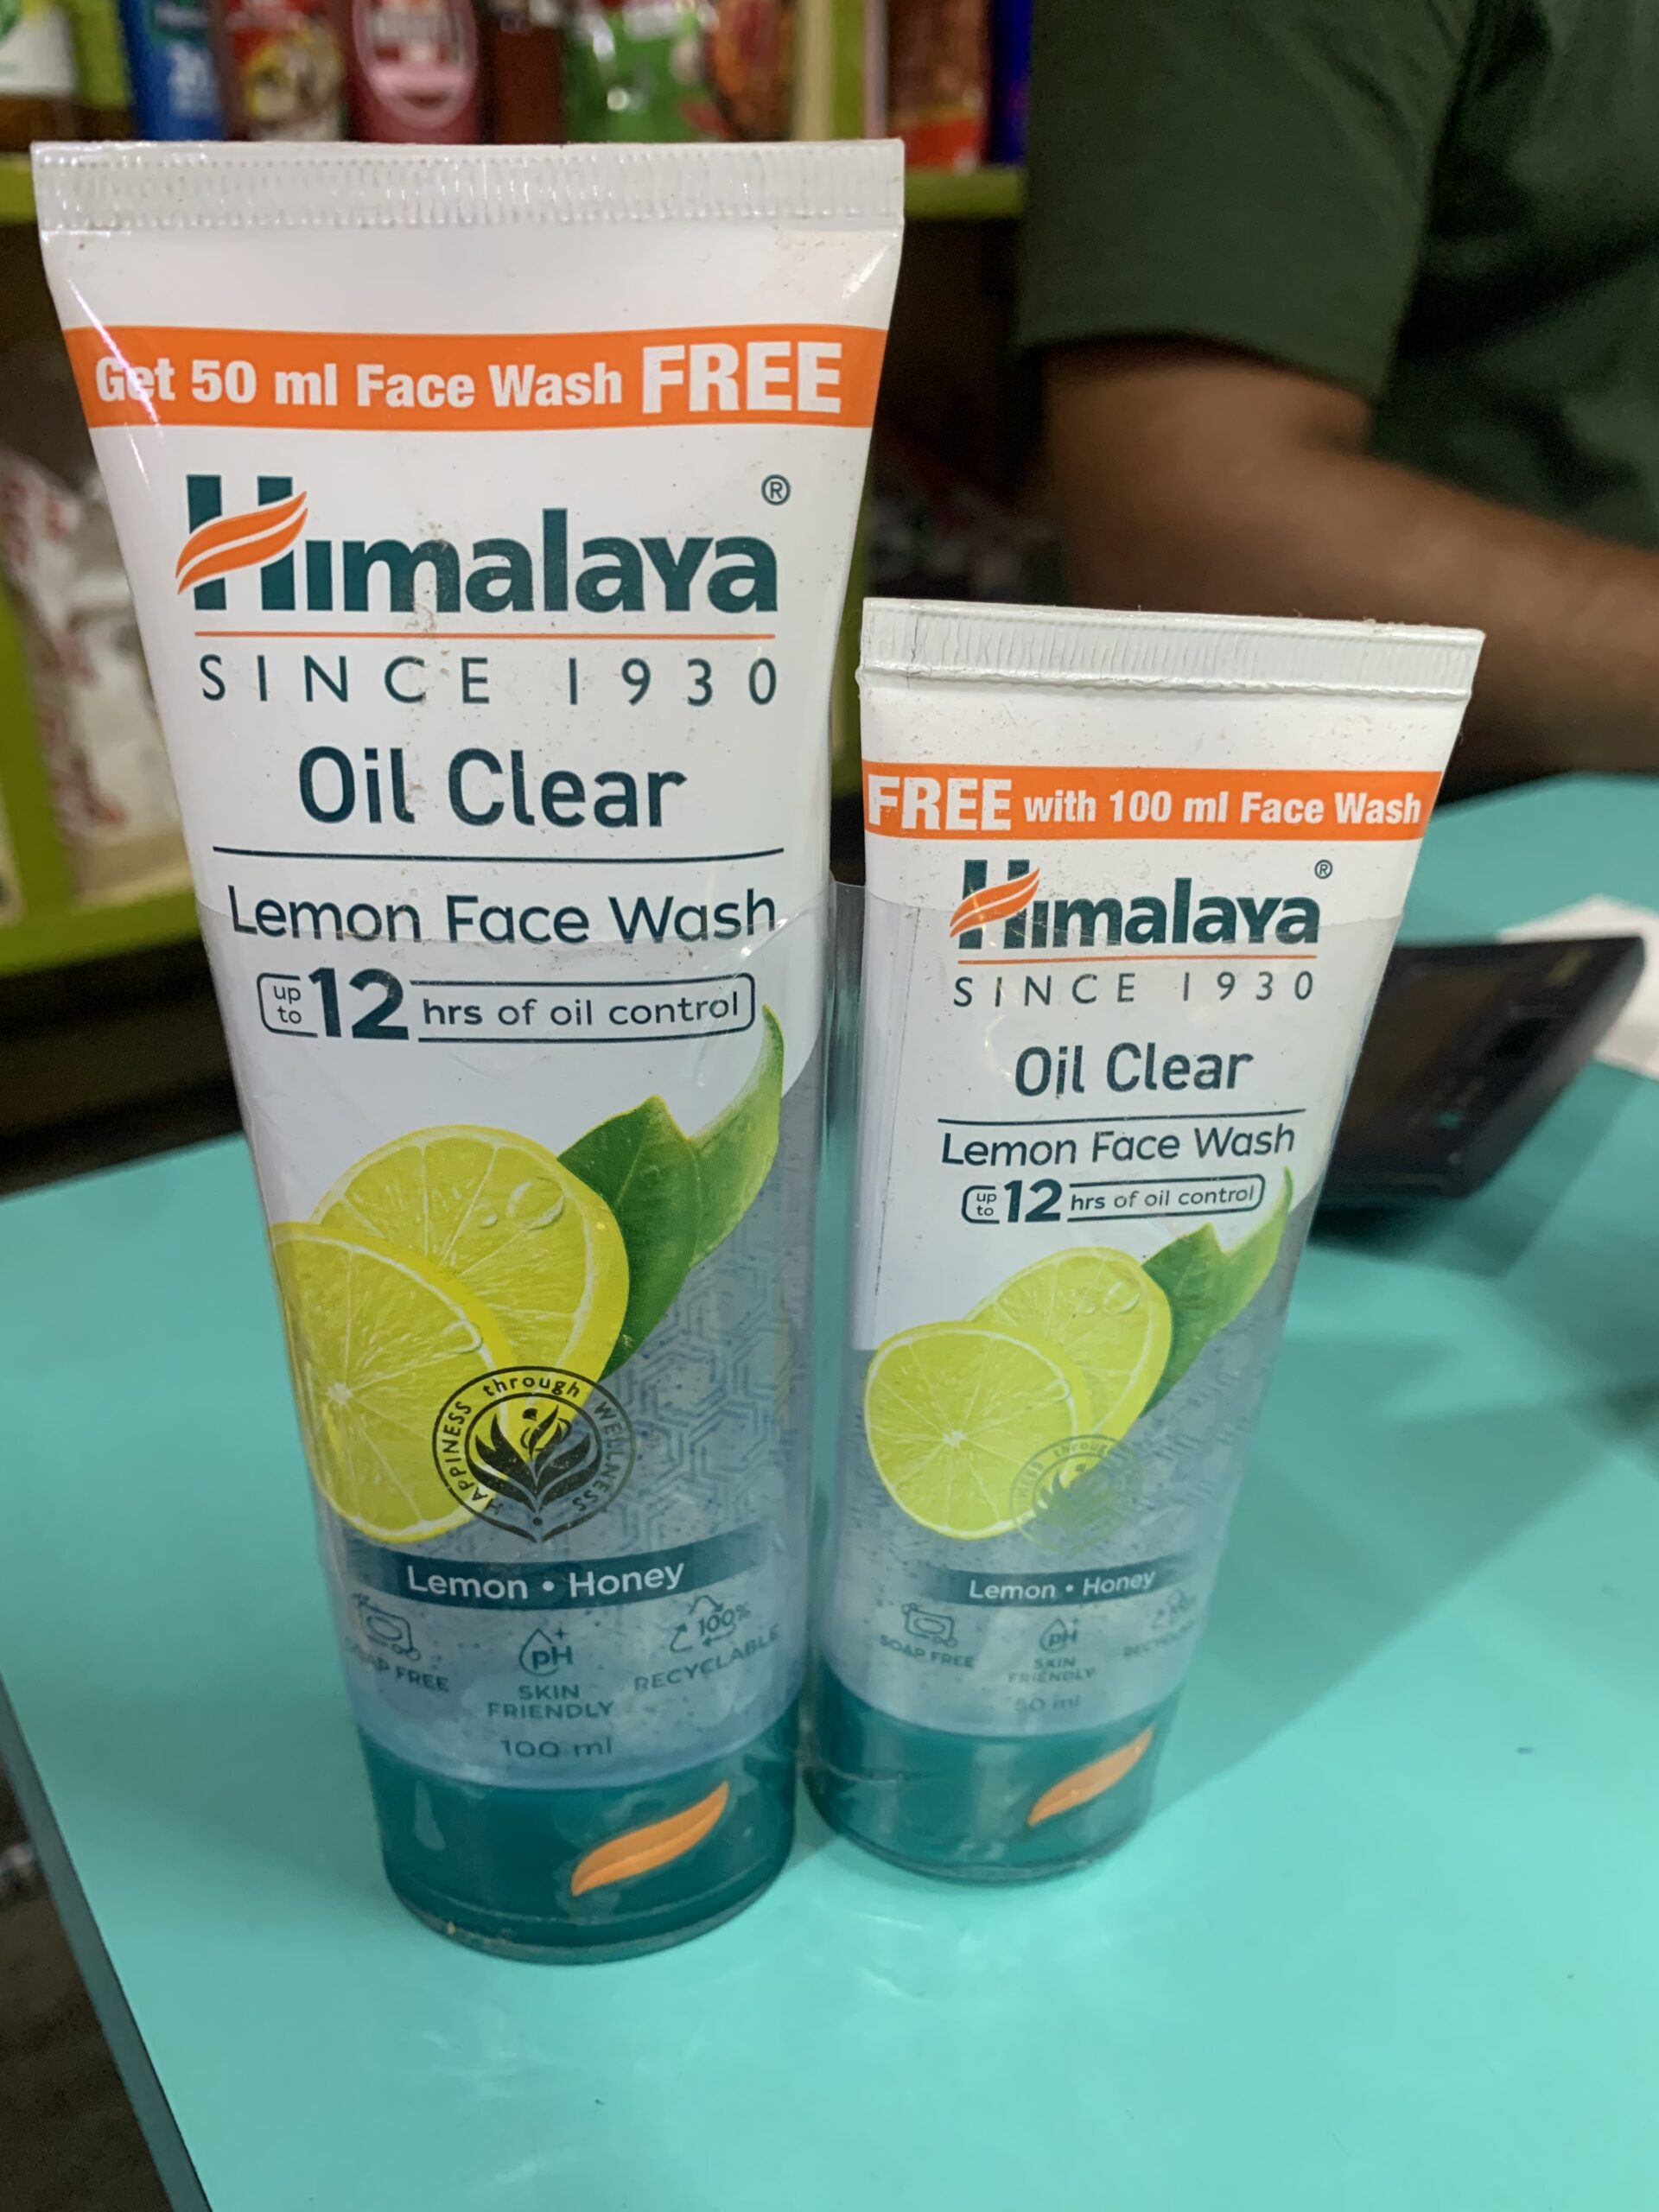 Get 50 ml Face Wash FREE
Himalaya®
SINCE 1930
Oil Clear
Lemon Face Wash
up to 12 hrs of oil control
HAPPINESS through WELLNESS
Lemon • Honey
SOAP FREE
pH
SKIN
FRIENDLY
100%
RECYCLABLE
100 ml
FREE with 100 ml Face Wash
Himalaya®
SINCE 1930
Oil Clear
Lemon Face Wash
up to 12 hrs of oil control
through
Lemon • Honey
SOAP FREE
pH
SKIN
FRIENDLY
50 ml